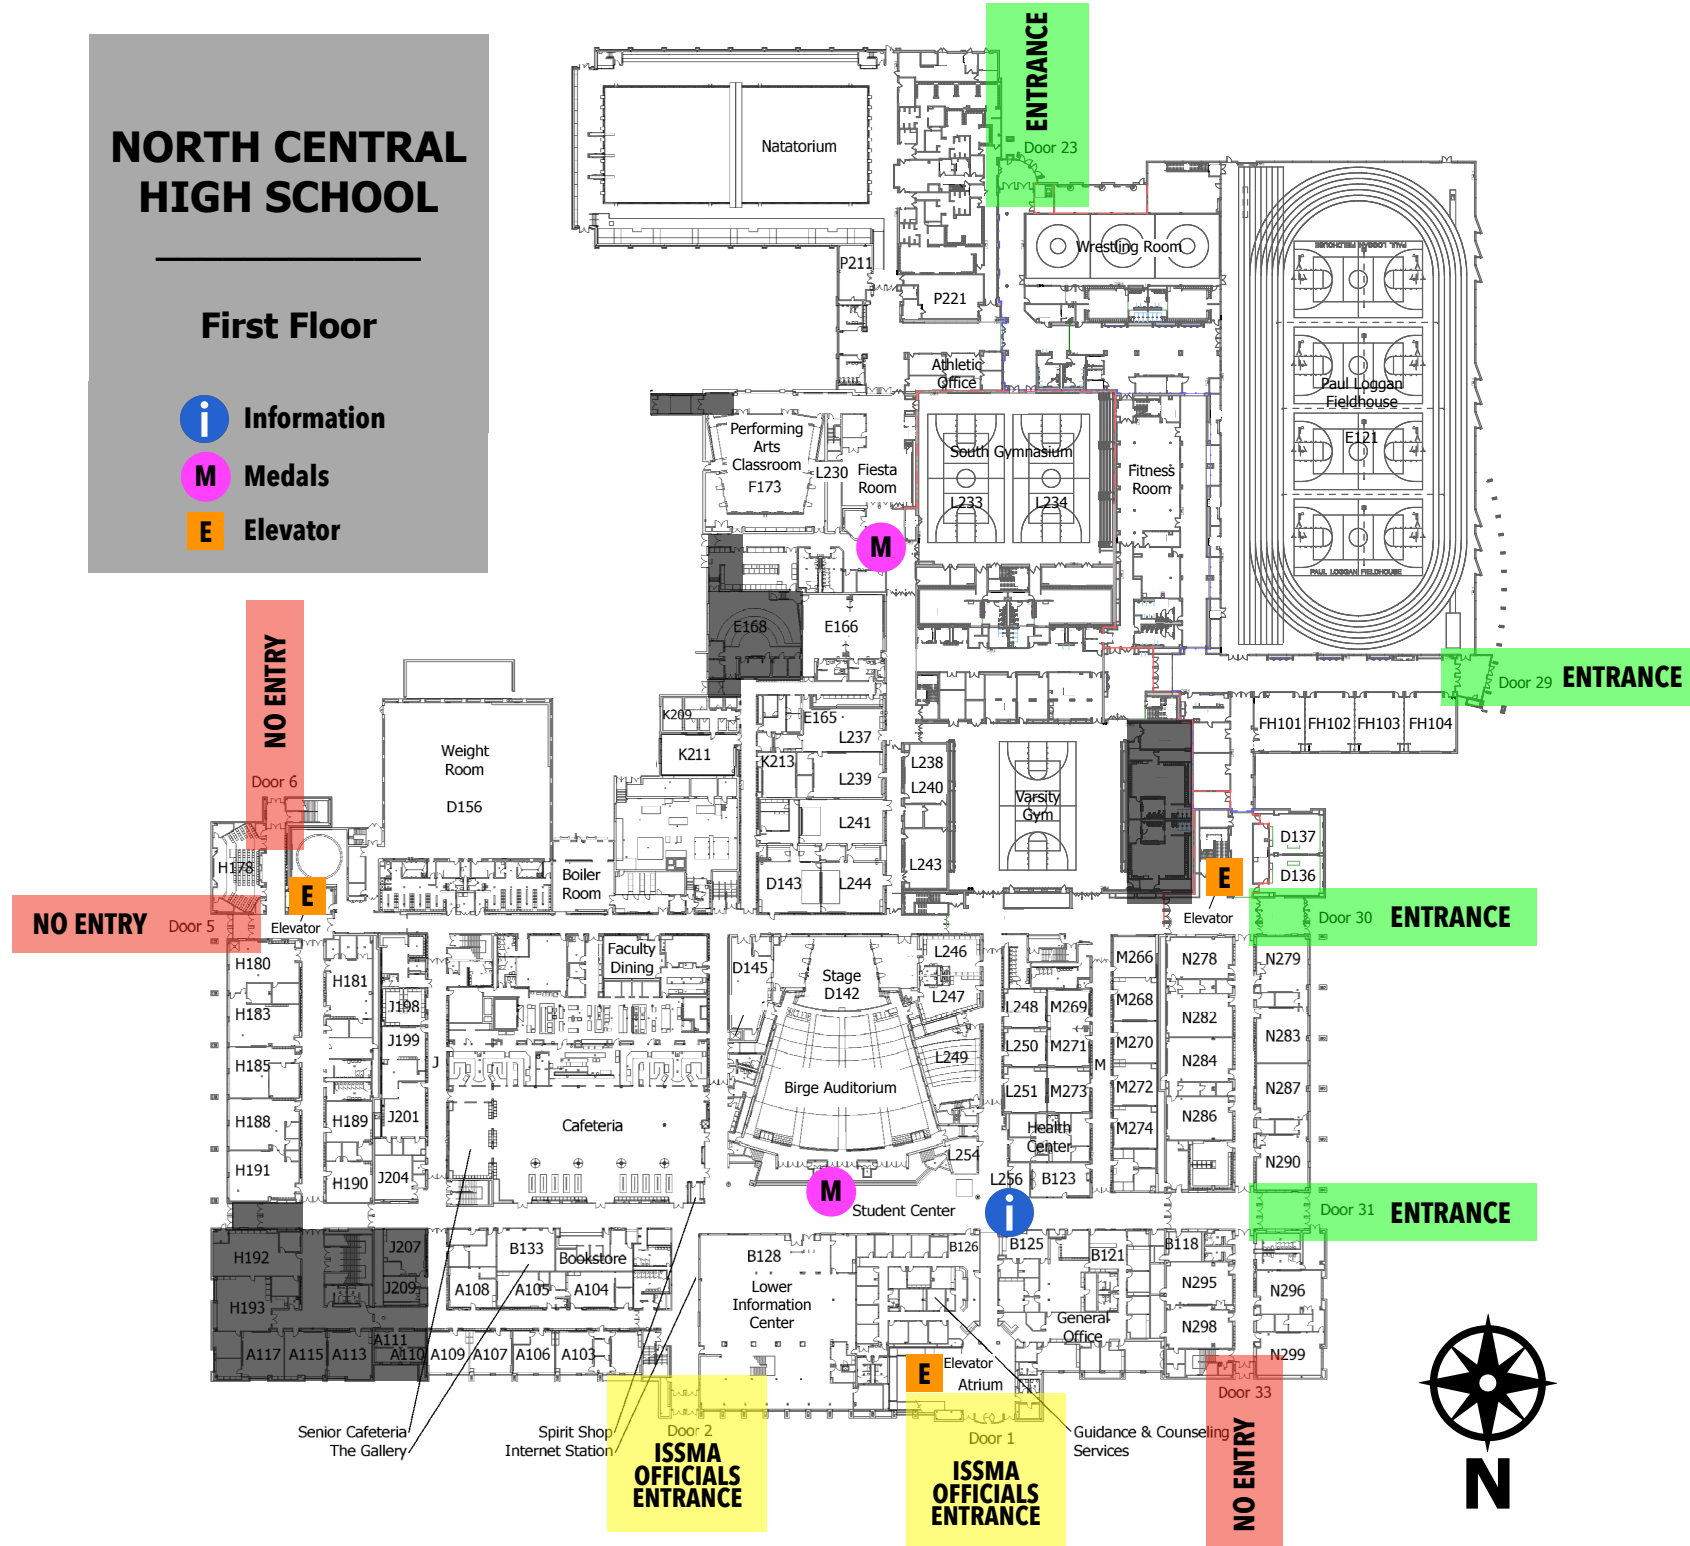 NORTH CENTRAL
HIGH SCHOOL
First Floor
i Information
M Medals
E Elevator
ENTRANCE
Door 23
Natatorium
Wrestling Room
P211
P221
Athletic
Office
PAUL LOGGAN FIELDHOUSE
Paul Loggan
Fieldhouse
E121
PAUL LOGGAN FIELDHOUSE
Performing
Arts
Classroom
F173
L230
Fiesta
Room
South Gymnasium
L233
L234
Fitness
Room
M
E168
E166
NO ENTRY
Door 6
Door 29
ENTRANCE
FH101
FH102
FH103
FH104
K209
K211
K213
E165
L237
L239
L241
D143
L244
L238
L240
L243
Varsity
Gym
Weight
Room
D156
Boiler
Room
H178
E
Elevator
NO ENTRY
Door 5
D137
D136
E
Elevator
Door 30
ENTRANCE
H180
H181
H183
H185
H188
H189
H191
H190
J198
J199
J
J201
J204
Faculty
Dining
Cafeteria
D145
Stage
D142
Birge Auditorium
L246
L247
L249
L254
L248
M269
L250
M271
L251
M273
Health
Center
L256
B123
M
M266
M268
M270
M272
M274
N278
N282
N284
N286
N279
N283
N287
N290
M
Student Center
i
Door 31
ENTRANCE
H192
H193
J207
J209
A117
A115
A113
A111
A110
A109
A107
A106
A103
B133
Bookstore
A108
A105
A104
B128
Lower
Information
Center
B126
B125
B121
B118
General
Office
N295
N298
N296
N299
E
Elevator
Atrium
Senior Cafeteria
The Gallery
Spirit Shop
Internet Station
Door 2
ISSMA
OFFICIALS
ENTRANCE
Door 1
ISSMA
OFFICIALS
ENTRANCE
Guidance & Counseling
Services
Door 33
NO ENTRY
N